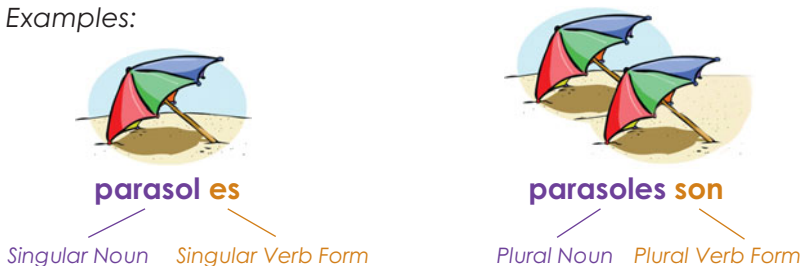 Examples:
parasol es
parasoles son
Singular Noun Singular Verb Form
Plural Noun Plural Verb Form